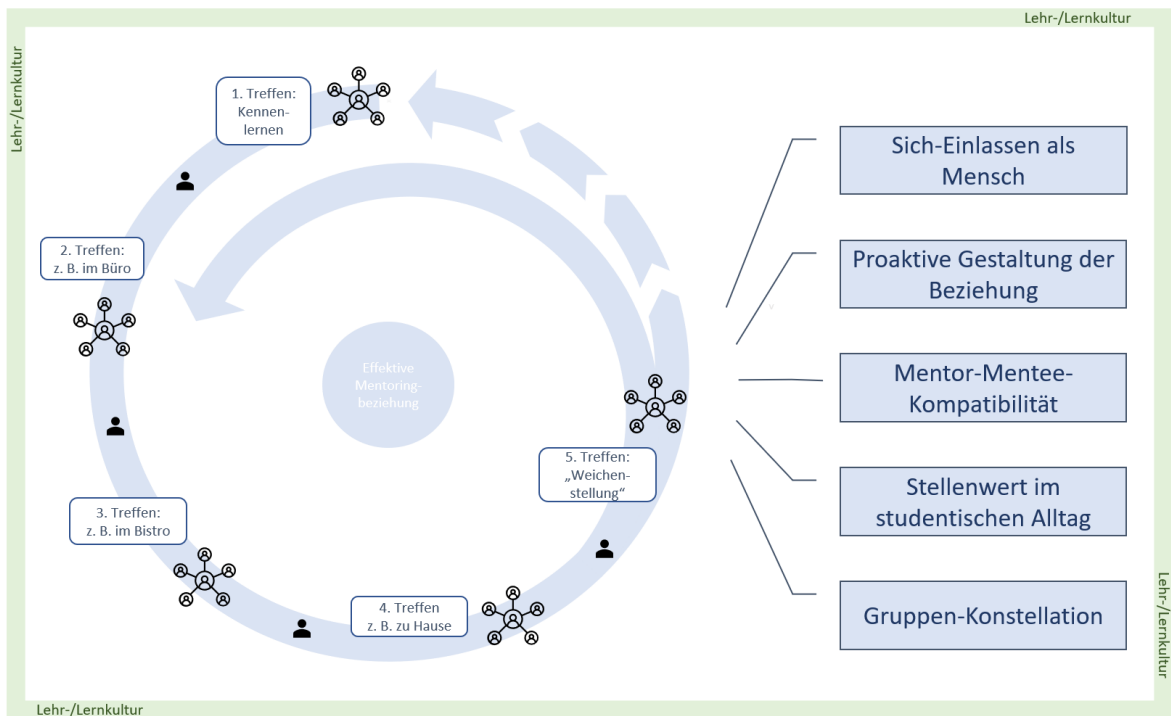 Lehr-/Lernkultur
Lehr-/Lernkultur
1. Treffen:
Kennen-
lernen
2. Treffen:
z. B. im Büro
3. Treffen:
z. B. im Bistro
4. Treffen
z. B. zu Hause
5. Treffen:
„Weichen-
stellung“
Effektive
Mentoring-
beziehung
Sich-Einlassen als
Mensch
Proaktive Gestaltung der
Beziehung
Mentor-Mentee-
Kompatibilität
Stellenwert im
studentischen Alltag
Gruppen-Konstellation
Lehr-/Lernkultur
Lehr-/Lernkultur